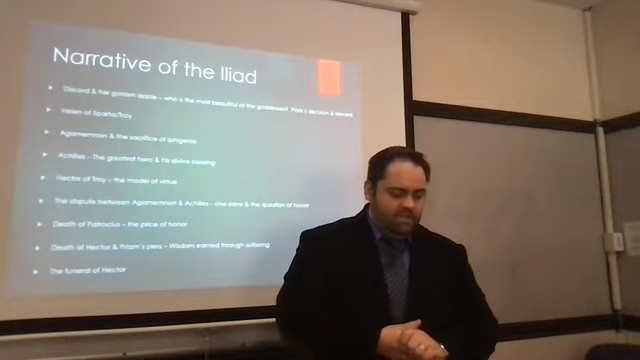 Narrative of the Iliad
Discord & her golden apple – who is the most beautiful of the goddesses? Paris's decision & reward
Helen of Sparta/Troy
Agamemnon & the sacrifice of Iphigenia
Achilles – The greatest hero & his divine blessing
Hector of Troy – the model of virtue
The dispute between Agamemnon & Achilles – one slave & the question of honor
Death of Patroclus – the price of honor
Death of Hector & Priam's plea – Wisdom earned through suffering
The funeral of Hector